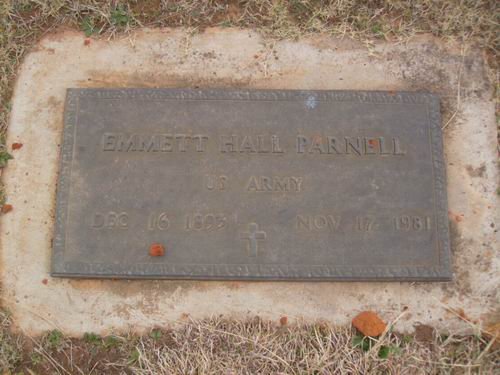 EMMETT HALL PARNELL
US ARMY
DEC 16 1893 NOV 17 1981